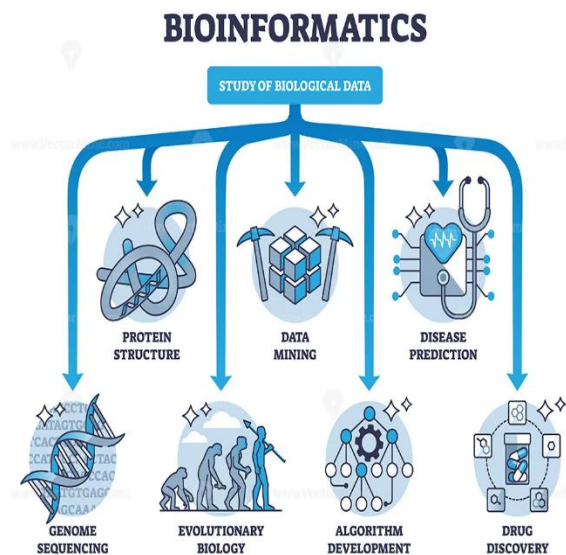 BIOINFORMATICS
STUDY OF BIOLOGICAL DATA
PROTEIN
STRUCTURE
DATA
MINING
DISEASE
PREDICTION
GENOME
SEQUENCING
EVOLUTIONARY
BIOLOGY
ALGORITHM
DEVELOPMENT
DRUG
DISCOVERY